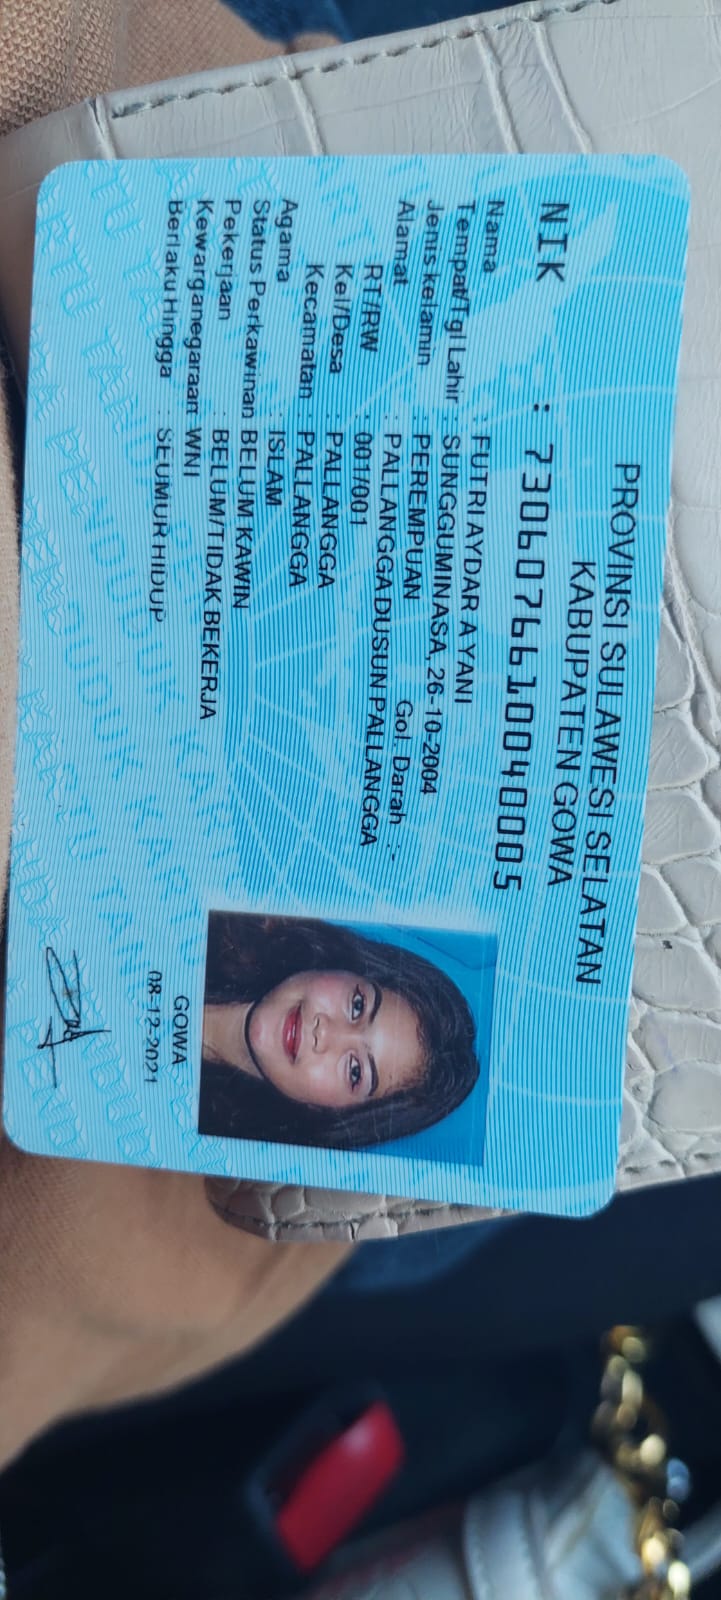 PROVINSI SULAWESI SELATAN
KABUPATEN GOWA
NIK : 7306076610040005
Nama : FUTRI AYDAR A YANI
Tempat/Tgl Lahir : SUNGGUMINASA, 26-10-2004
Jenis kelamin : PEREMPUAN Gol. Darah :-
Alamat : PALLANGGA DUSUN PALLANGGA
RT/RW : 001/001
Kel/Desa : PALLANGGA
Kecamatan : PALLANGGA
Agama : ISLAM
Status Perkawinan : BELUM KAWIN
Pekerjaan : BELUM/TIDAK BEKERJA
Kewarganegaraan : WNI
Berlaku Hingga : SEUMUR HIDUP
GOWA
08-12-2021